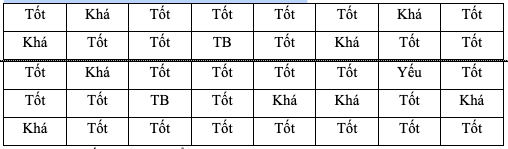 Tốt Khá Tốt Tốt Tốt Tốt Khá Tốt
Khá Tốt Tốt TB Tốt Khá Tốt Tốt
Tốt Khá Tốt Tốt Tốt Tốt Yếu Tốt
Tốt Tốt TB Tốt Khá Khá Tốt Khá
Khá Tốt Tốt Tốt Tốt Tốt Tốt Tốt